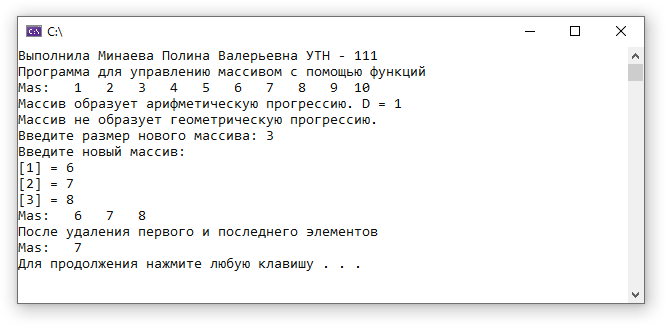 C:\
Выполнила Минаева Полина Валерьевна УТН - 111
Программа для управлению массивом с помощью функций
Mas:   1   2   3   4   5   6   7   8   9  10
Массив образует арифметическую прогрессию. D = 1
Массив не образует геометрическую прогрессию.
Введите размер нового массива: 3
Введите новый массив:
[1] = 6
[2] = 7
[3] = 8
Mas:   6   7   8
После удаления первого и последнего элементов
Mas:   7
Для продолжения нажмите любую клавишу . . .